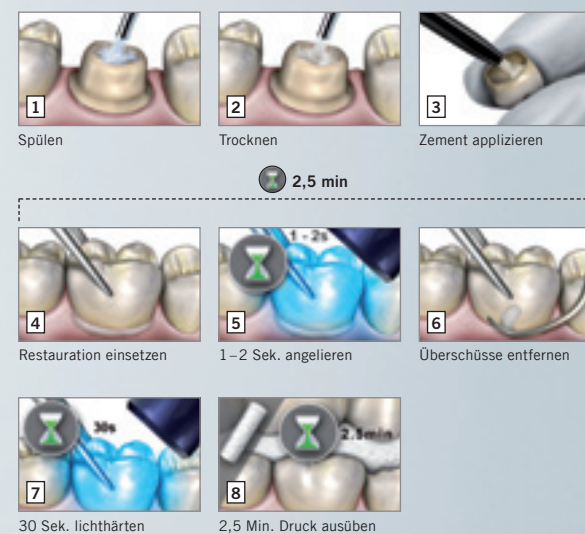 1
2
3
Spülen
Trocknen
Zement applizieren
2,5 min
1 - 2s
4
5
6
Restauration einsetzen
1–2 Sek. angelieren
Überschüsse entfernen
30s
2.5min
7
8
30 Sek. lichthärten
2,5 Min. Druck ausüben